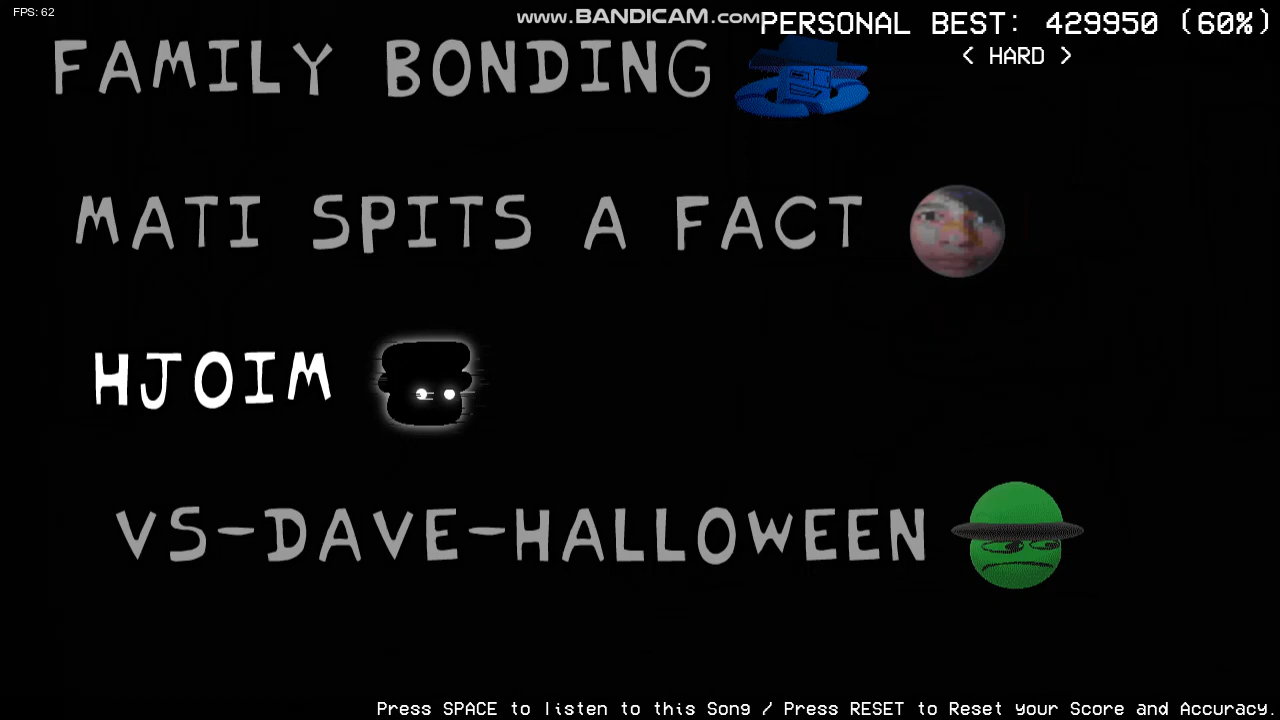 FPS: 62
www.BANDICAM.com
PERSONAL BEST: 429950 (60%)
< HARD >
FAMILY BONDING
MATI SPITS A FACT
HJOIM
VS-DAVE-HALLOWEEN
Press SPACE to listen to this Song / Press RESET to Reset your Score and Accuracy.